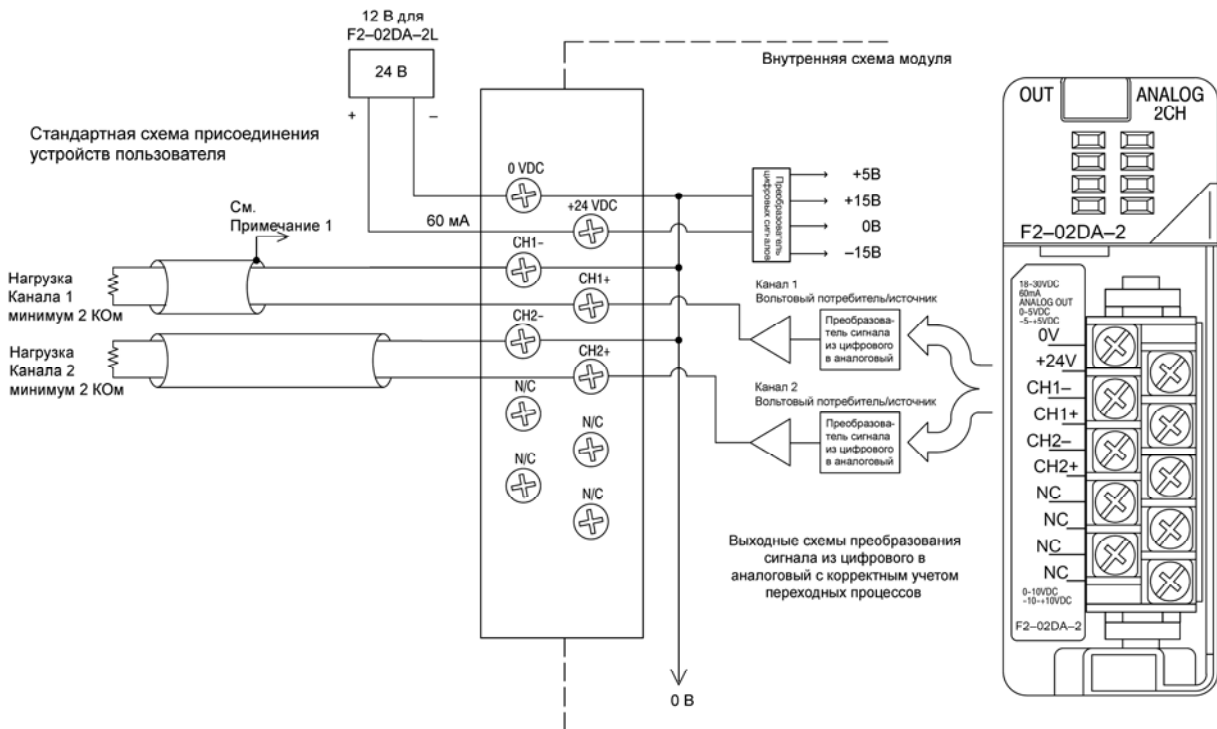 12 В для
F2–02DA–2L
24 В
+
–
Внутренняя схема модуля
Стандартная схема присоединения
устройств пользователя
См.
Примечание 1
60 мА
0 VDC
+24 VDC
CH1–
CH1+
CH2–
CH2+
N/C
N/C
N/C
N/C
Нагрузка
Канала 1
минимум 2 КОм
Нагрузка
Канала 2
минимум 2 КОм
Преобразователь
цифровых сигналов
+5В
+15В
0В
–15В
Канал 1
Вольтовый потребитель/источник
Преобразова-
тель сигнала
из цифрового
в аналоговый
Канал 2
Вольтовый потребитель/источник
Преобразова-
тель сигнала
из цифрового
в аналоговый
Выходные схемы преобразования
сигнала из цифрового в
аналоговый с корректным учетом
переходных процессов
0 В
OUT
ANALOG
2CH
F2–02DA–2
18–30VDC
60mA
ANALOG OUT
0–5VDC
–5–+5VDC
0V
+24V
CH1–
CH1+
CH2–
CH2+
NC
NC
NC
NC
0–10VDC
–10–+10VDC
F2–02DA–2